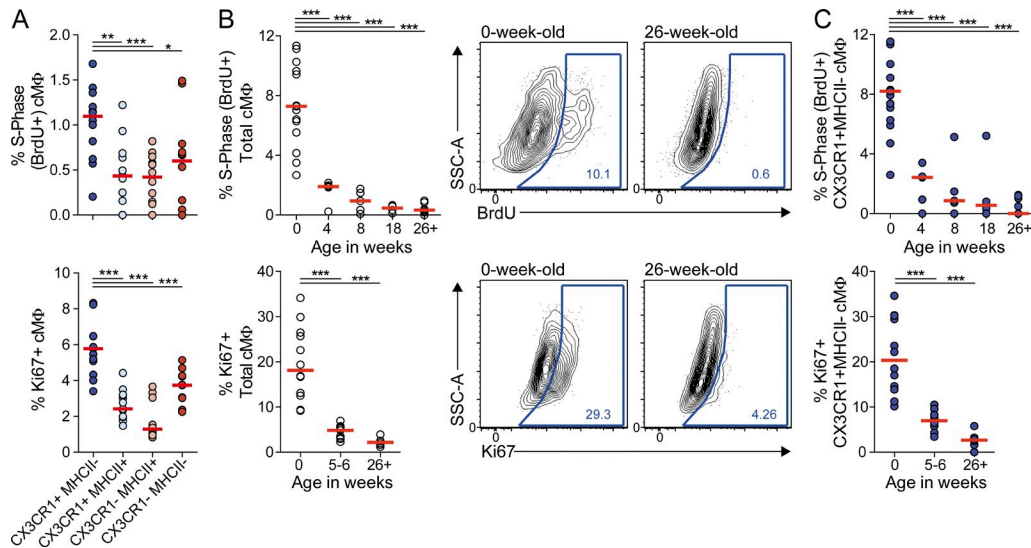 A
B
C
% S-Phase
(BrdU+) cMΦ
2.0
1.5
1.0
0.5
0.0
** *** *
% S-Phase (BrdU+)
Total cMΦ
12
8
4
0
*** *** *** ***
0 4 8 18 26+
Age in weeks
0-week-old
26-week-old
SSC-A
10.1
0.6
BrdU
% S-Phase (BrdU+)
CX3CR1+MHCII- cMΦ
12
8
4
0
*** *** *** ***
0 4 8 18 26+
Age in weeks
% Ki67+ cMΦ
10
8
6
4
2
0
*** *** ***
CX3CR1+ MHCII-
CX3CR1+ MHCII+
CX3CR1- MHCII+
CX3CR1- MHCII-
% Ki67+
Total cMΦ
40
30
20
10
0
*** ***
0 5-6 26+
Age in weeks
0-week-old
26-week-old
SSC-A
29.3
4.26
Ki67
% Ki67+
CX3CR1+MHCII- cMΦ
40
30
20
10
0
*** ***
0 5-6 26+
Age in weeks